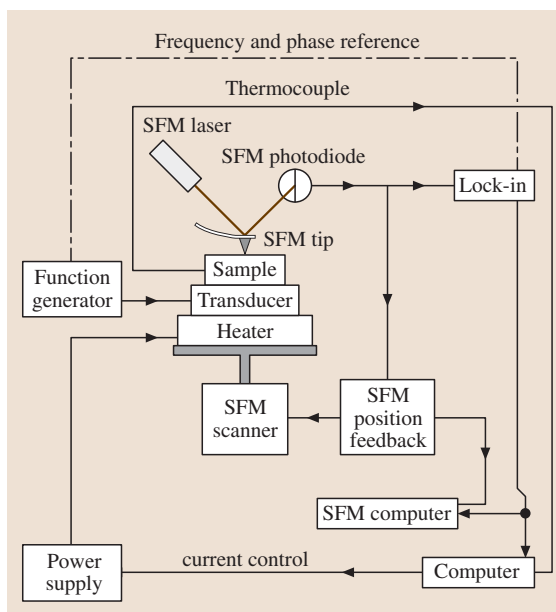 Frequency and phase reference
Thermocouple
SFM laser
SFM photodiode
Lock-in
SFM tip
Function
generator
Sample
Transducer
Heater
SFM
scanner
SFM
position
feedback
SFM computer
Power
supply
current control
Computer